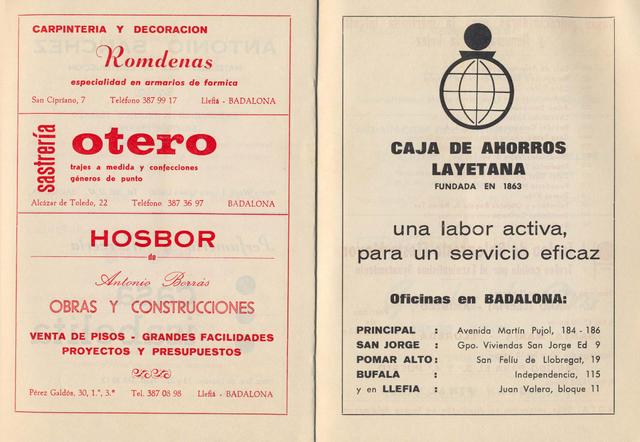 CARPINTERIA Y DECORACION
Romdenas
especialidad en armarios de formica
San Cipriano, 7 Teléfono 387 99 17 Llefiá - BADALONA
sastrería
otero
trajes a medida y confecciones
géneros de punto
Alcázar de Toledo, 22 Teléfono 387 36 97 BADALONA
HOSBOR
de
Antonio Borrás
OBRAS Y CONSTRUCCIONES
VENTA DE PISOS - GRANDES FACILIDADES
PROYECTOS Y PRESUPUESTOS
Pérez Galdós, 30, 1.º, 3.ª Tel. 387 08 98 Llefiá - BADALONA
CAJA DE AHORROS
LAYETANA
FUNDADA EN 1863
una labor activa,
para un servicio eficaz
Oficinas en BADALONA:
PRINCIPAL : Avenida Martín Pujol, 184 - 186
SAN JORGE : Gpo. Viviendas San Jorge Ed 9
POMAR ALTO : San Felíu de Llobregat, 19
BUFALA : Independencia, 115
y en LLEFIA : Juan Valera, bloque 11